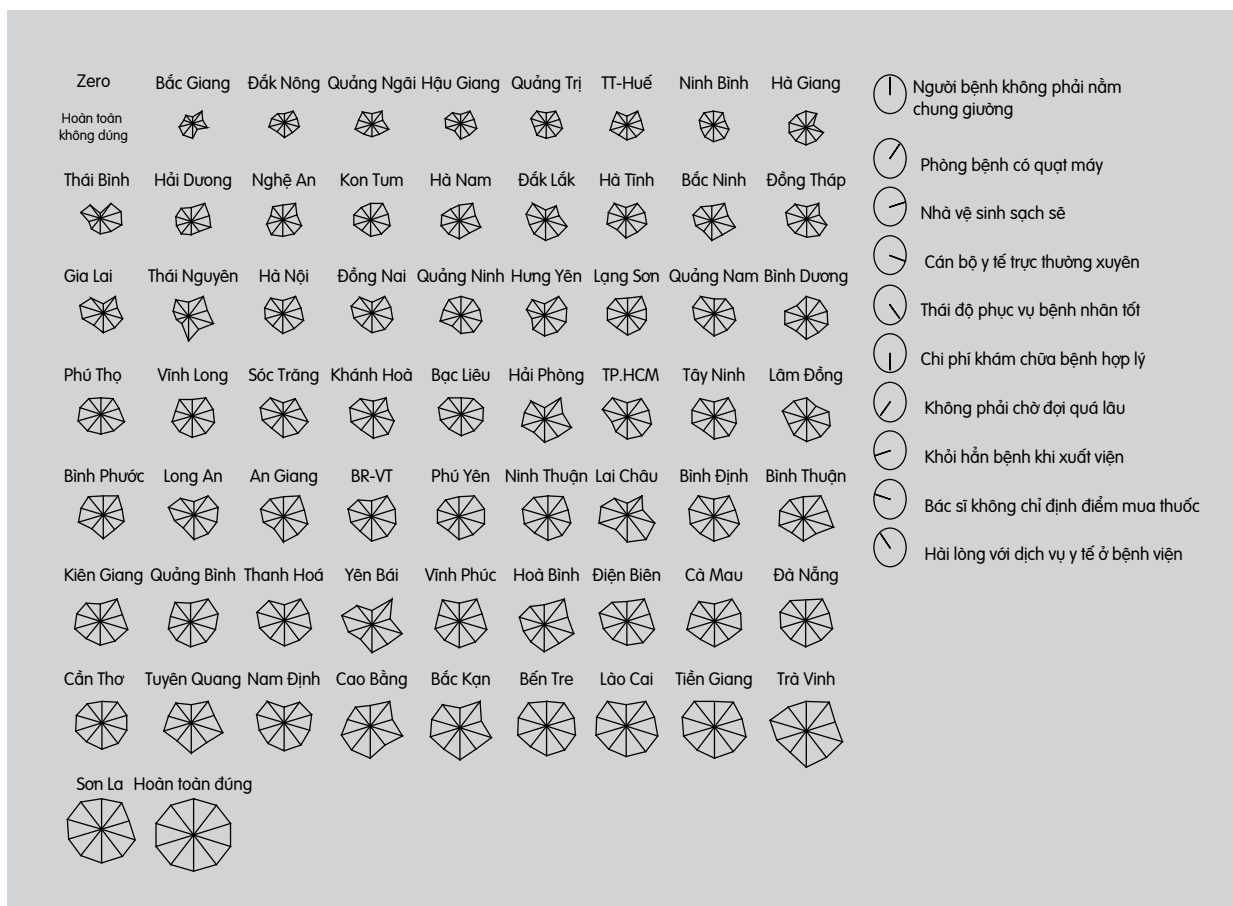 Zero Bắc Giang Đắk Nông Quảng Ngãi Hậu Giang Quảng Trị TT-Huế Ninh Bình Hà Giang
Hoàn toàn
không dúng
Thái Bình Hải Dương Nghệ An Kon Tum Hà Nam Đắk Lắk Hà Tĩnh Bắc Ninh Đồng Tháp
Gia Lai Thái Nguyên Hà Nội Đồng Nai Quảng Ninh Hưng Yên Lạng Sơn Quảng Nam Bình Dương
Phú Thọ Vĩnh Long Sóc Trăng Khánh Hoà Bạc Liêu Hải Phòng TP.HCM Tây Ninh Lâm Đồng
Bình Phước Long An An Giang BR-VT Phú Yên Ninh Thuận Lai Châu Bình Định Bình Thuận
Kiên Giang Quảng Bình Thanh Hoá Yên Bái Vĩnh Phúc Hoà Bình Điện Biên Cà Mau Đà Nẵng
Cần Thơ Tuyên Quang Nam Định Cao Bằng Bắc Kạn Bến Tre Lào Cai Tiền Giang Trà Vinh
Sơn La Hoàn toàn đúng
Người bệnh không phải nằm
chung giường
Phòng bệnh có quạt máy
Nhà vệ sinh sạch sẽ
Cán bộ y tế trực thường xuyên
Thái độ phục vụ bệnh nhân tốt
Chi phí khám chữa bệnh hợp lý
Không phải chờ đợi quá lâu
Khỏi hẳn bệnh khi xuất viện
Bác sĩ không chỉ định điểm mua thuốc
Hài lòng với dịch vụ y tế ở bệnh viện